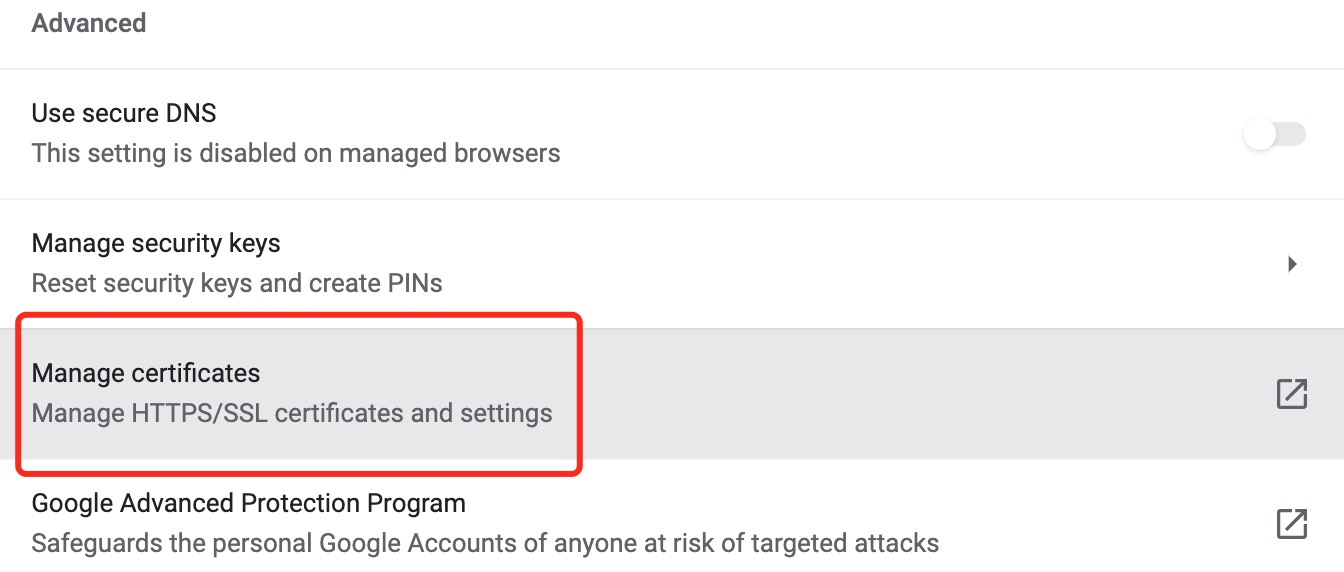 Advanced
Use secure DNS
This setting is disabled on managed browsers
Manage security keys
Reset security keys and create PINs
Manage certificates
Manage HTTPS/SSL certificates and settings
Google Advanced Protection Program
Safeguards the personal Google Accounts of anyone at risk of targeted attacks